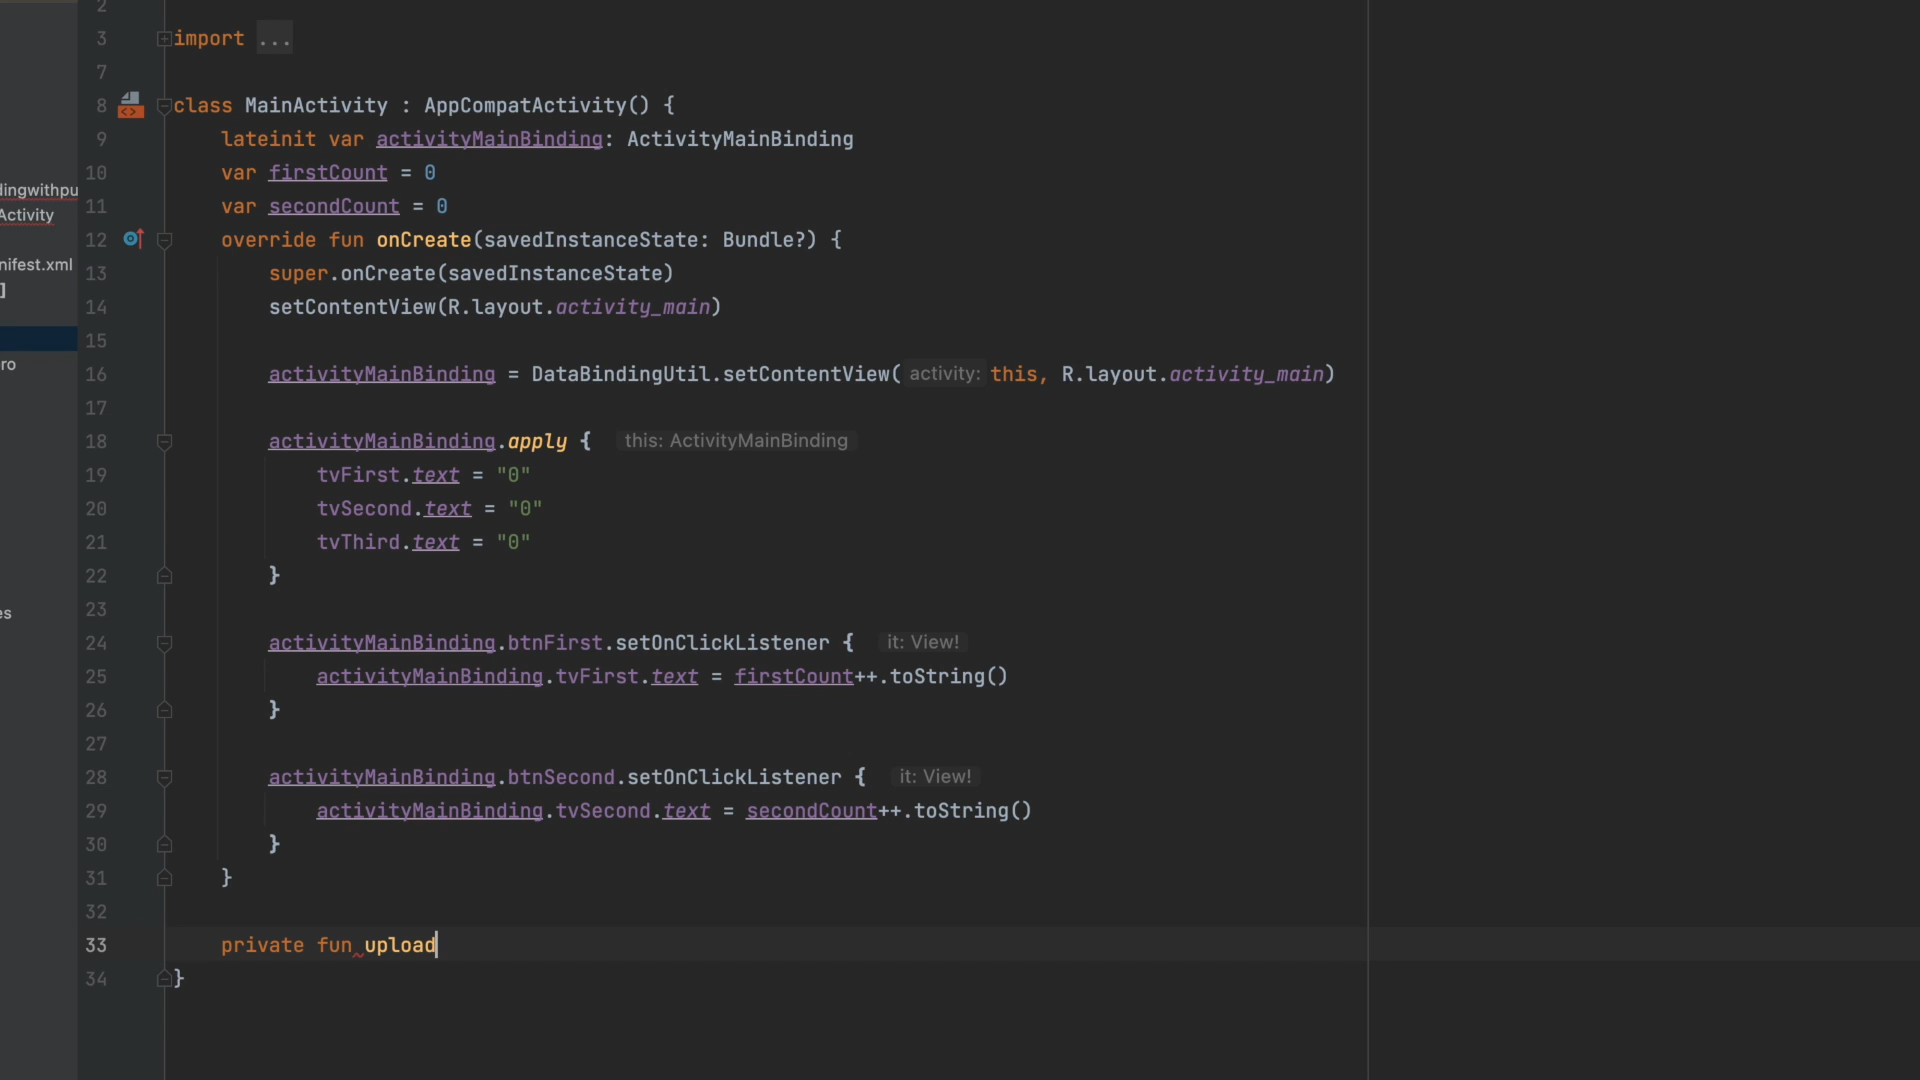 2
3 import ...
7
8 class MainActivity : AppCompatActivity() {
9 lateinit var activityMainBinding: ActivityMainBinding
10 var firstCount = 0
dingwithpu
11 var secondCount = 0
Activity
12 override fun onCreate(savedInstanceState: Bundle?) {
nifest.xml
13 super.onCreate(savedInstanceState)
]
14 setContentView(R.layout.activity_main)
15
ro
16 activityMainBinding = DataBindingUtil.setContentView( activity: this, R.layout.activity_main)
17
18 activityMainBinding.apply { this: ActivityMainBinding
19 tvFirst.text = "0"
20 tvSecond.text = "0"
21 tvThird.text = "0"
22 }
23
es
24 activityMainBinding.btnFirst.setOnClickListener { it: View!
25 activityMainBinding.tvFirst.text = firstCount++.toString()
26 }
27
28 activityMainBinding.btnSecond.setOnClickListener { it: View!
29 activityMainBinding.tvSecond.text = secondCount++.toString()
30 }
31 }
32
33 private fun upload
34 }